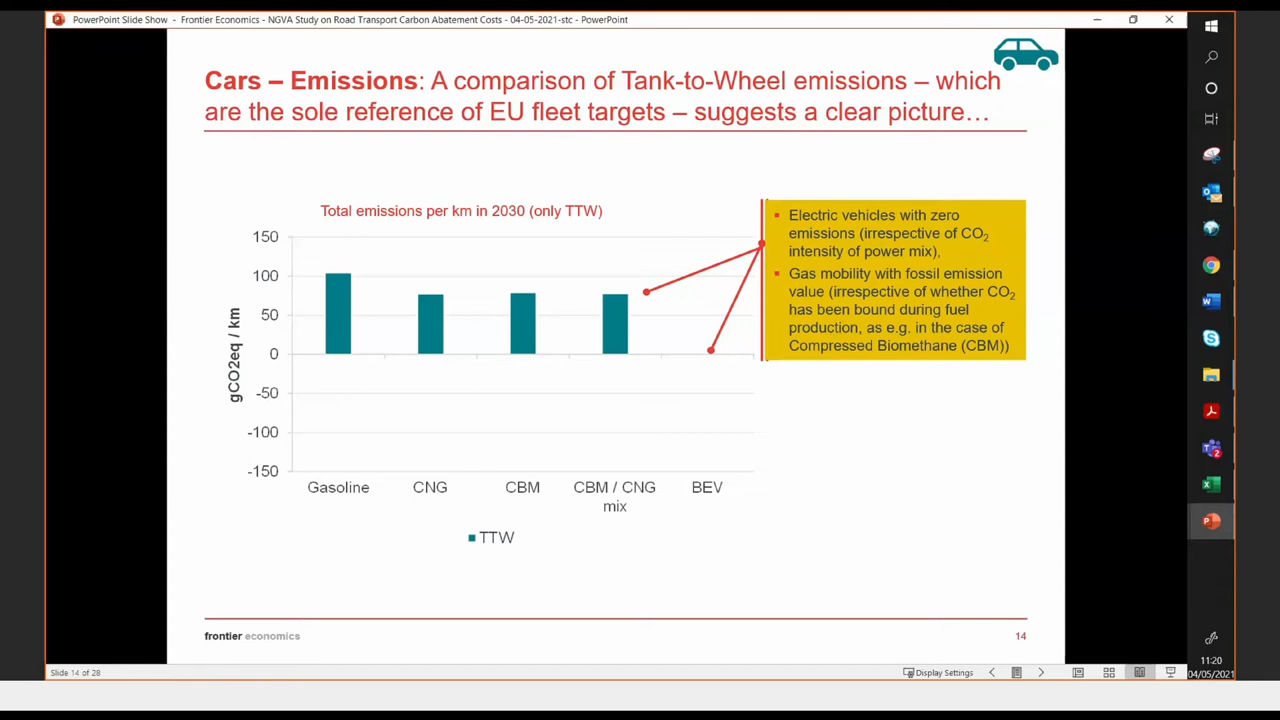 PowerPoint Slide Show - Frontier Economics - NGVA Study on Road Transport Carbon Abatement Costs - 04-05-2021-stc - PowerPoint
Cars – Emissions: A comparison of Tank-to-Wheel emissions – which
are the sole reference of EU fleet targets – suggests a clear picture…
Total emissions per km in 2030 (only TTW)
gCO2eq / km
150
100
50
0
-50
-100
-150
Gasoline
CNG
CBM
CBM / CNG
mix
BEV
TTW
Electric vehicles with zero
emissions (irrespective of CO2
intensity of power mix),
Gas mobility with fossil emission
value (irrespective of whether CO2
has been bound during fuel
production, as e.g. in the case of
Compressed Biomethane (CBM))
frontier economics
14
Slide 14 of 28
Display Settings
11:20
04/05/2021